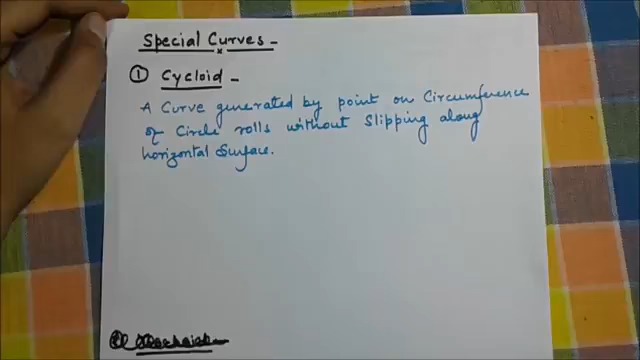 Special Curves -
① Cycloid -
A Curve generated by point on Circumference
of Circle rolls without Slipping along
horizontal Surface.